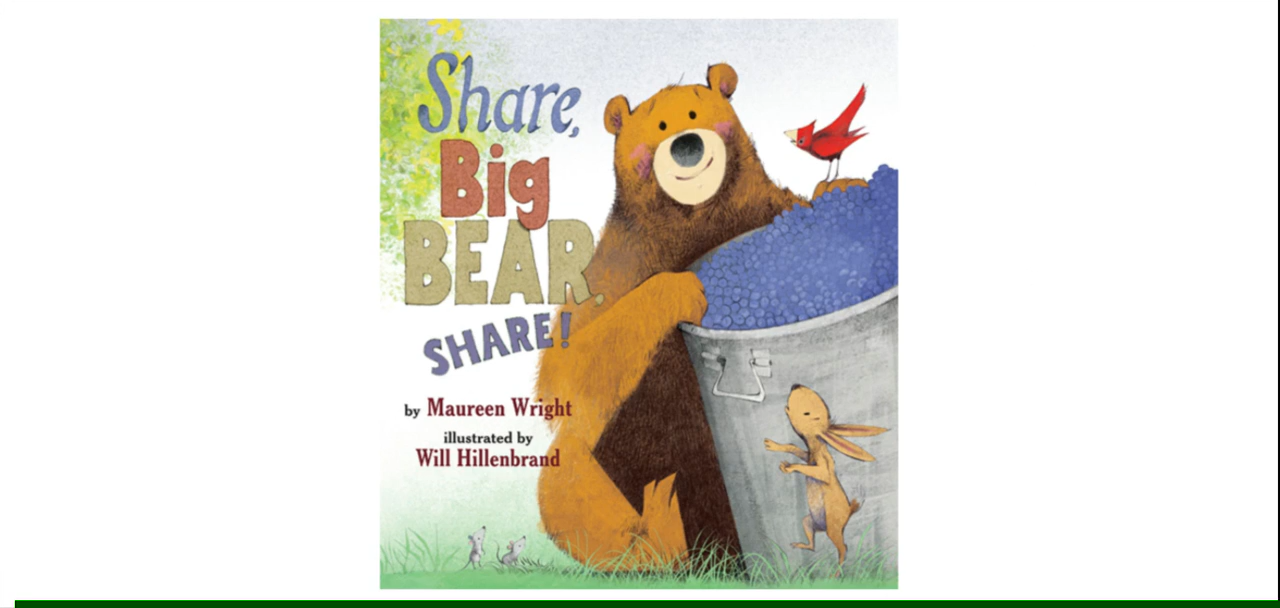 Share,
Big
BEAR,
SHARE!
by Maureen Wright
illustrated by
Will Hillenbrand